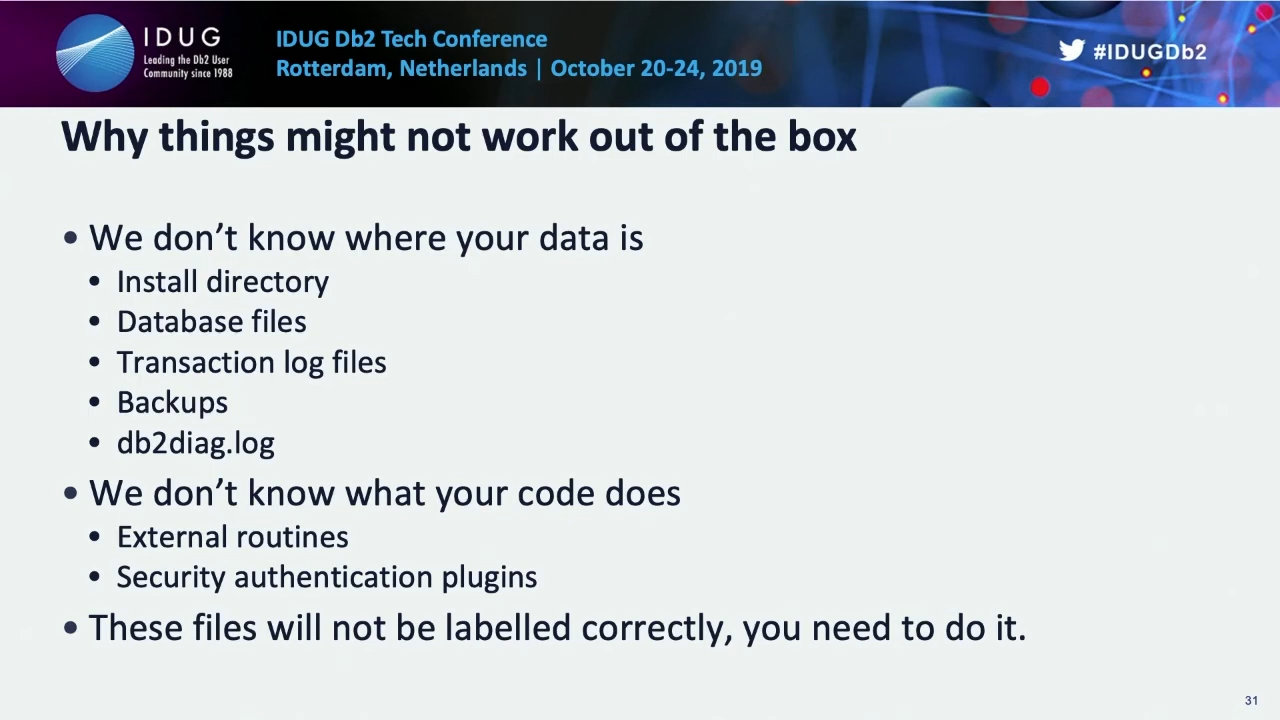 IDUG
Leading the Db2 User
Community since 1988
IDUG Db2 Tech Conference
Rotterdam, Netherlands | October 20-24, 2019
#IDUGDb2
Why things might not work out of the box
• We don’t know where your data is
• Install directory
• Database files
• Transaction log files
• Backups
• db2diag.log
• We don’t know what your code does
• External routines
• Security authentication plugins
• These files will not be labelled correctly, you need to do it.
31